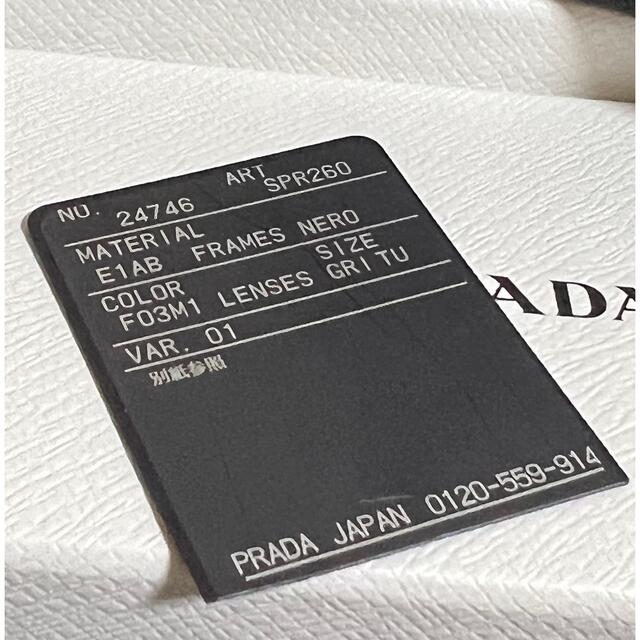 NU. 24746 ART SPR260
MATERIAL
E1AB FRAMES NERO
COLOR SIZE
F03M1 LENSES GRI TU
VAR. 01
別紙参照
PRADA JAPAN 0120-559-914
ADA